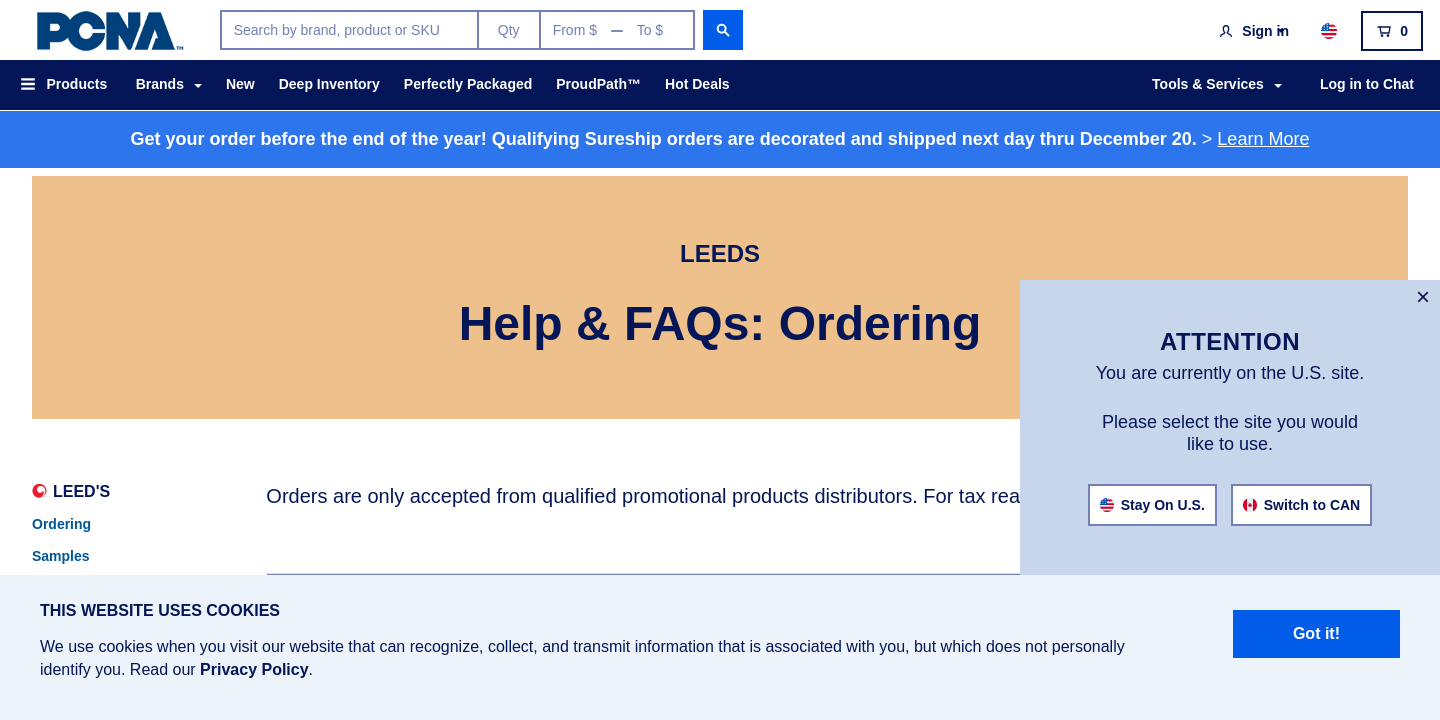 PCNA™
Search by brand, product or SKU
Qty
From $ — To $
Sign in
0
Products
Brands
New
Deep Inventory
Perfectly Packaged
ProudPath™
Hot Deals
Tools & Services
Log in to Chat
Get your order before the end of the year! Qualifying Sureship orders are decorated and shipped next day thru December 20. > Learn More
LEEDS
Help & FAQs: Ordering
×
ATTENTION
You are currently on the U.S. site.
Please select the site you would
like to use.
Stay On U.S.
Switch to CAN
LEED'S
Ordering
Samples
Orders are only accepted from qualified promotional products distributors. For tax rea
THIS WEBSITE USES COOKIES
We use cookies when you visit our website that can recognize, collect, and transmit information that is associated with you, but which does not personally
identify you. Read our Privacy Policy.
Got it!